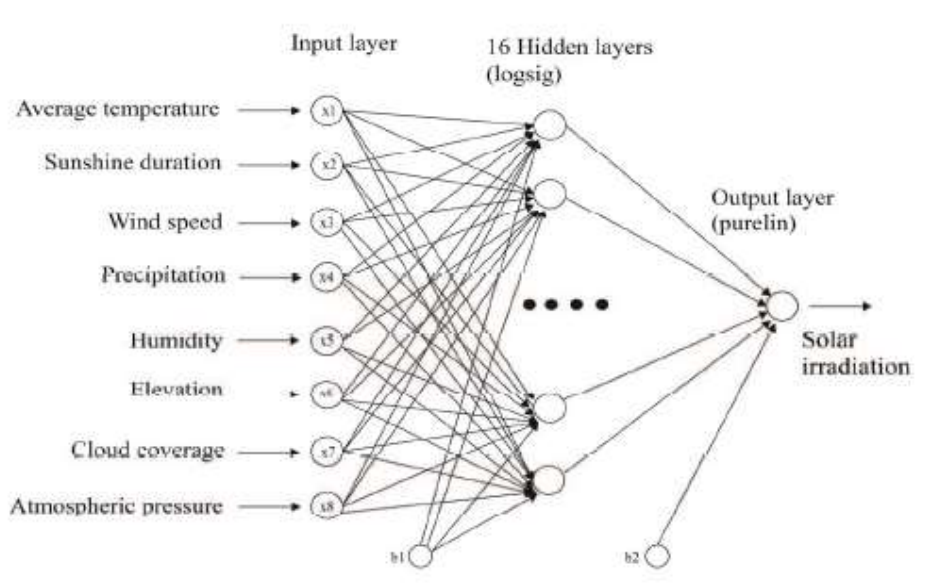 Input layer
16 Hidden layers
(logsig)
Average temperature
x1
Sunshine duration
x2
Wind speed
x3
Precipitation
x4
Humidity
x5
Elevation
x6
Cloud coverage
x7
Atmospheric pressure
x8
Output layer
(purelin)
Solar
irradiation
b1
b2